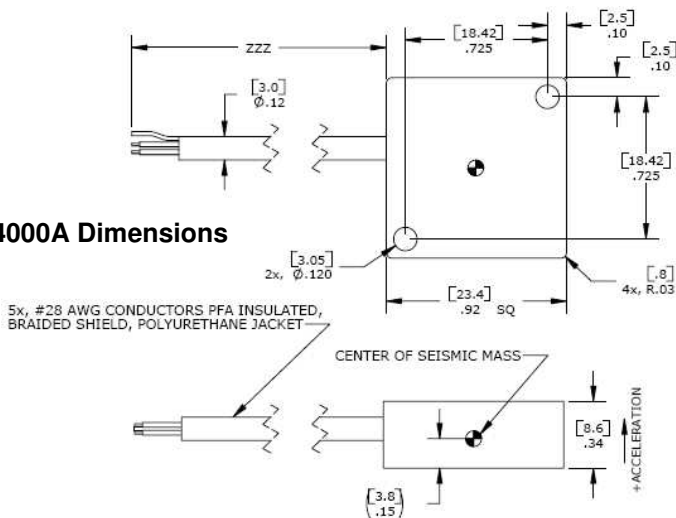 ZZZ
[18.42]
.725
[2.5]
.10
[2.5]
.10
[3.0]
Ø.12
[18.42]
.725
4000A Dimensions
[3.05]
2x, Ø.120
[.8]
4x, R.03
[23.4]
.92 SQ
5x, #28 AWG CONDUCTORS PFA INSULATED,
BRAIDED SHIELD, POLYURETHANE JACKET
CENTER OF SEISMIC MASS
[8.6]
.34
+ACCELERATION
([3.8]
.15)